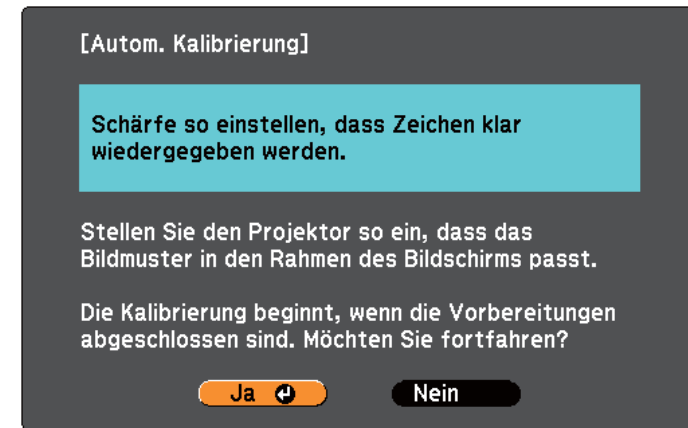 [Autom. Kalibrierung]
Schärfe so einstellen, dass Zeichen klar
wiedergegeben werden.
Stellen Sie den Projektor so ein, dass das
Bildmuster in den Rahmen des Bildschirms passt.
Die Kalibrierung beginnt, wenn die Vorbereitungen
abgeschlossen sind. Möchten Sie fortfahren?
Ja Nein